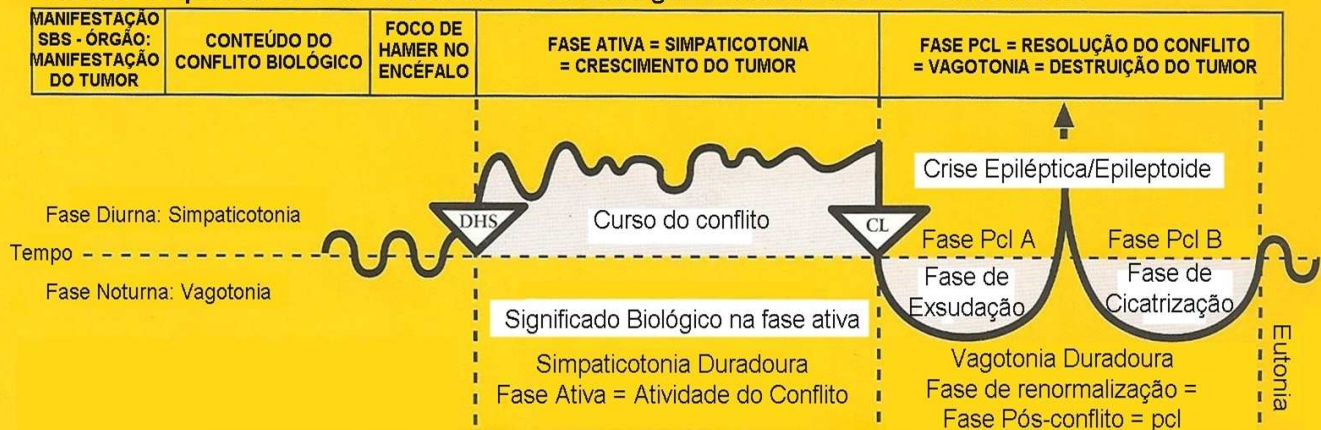 MANIFESTAÇÃO
SBS - ÓRGÃO:
MANIFESTAÇÃO
DO TUMOR
CONTEÚDO DO
CONFLITO BIOLÓGICO
FOCO DE
HAMER NO
ENCÉFALO
FASE ATIVA = SIMPATICOTONIA
= CRESCIMENTO DO TUMOR
FASE PCL = RESOLUÇÃO DO CONFLITO
= VAGOTONIA = DESTRUIÇÃO DO TUMOR
Crise Epiléptica/Epileptoide
Fase Diurna: Simpaticotonia
DHS
Curso do conflito
CL
Fase Pcl A
Fase Pcl B
Tempo
Fase Noturna: Vagotonia
Fase de
Exsudação
Fase de
Cicatrização
Significado Biológico na fase ativa
Simpaticotonia Duradoura
Fase Ativa = Atividade do Conflito
Vagotonia Duradoura
Fase de renormalização =
Fase Pós-conflito = pcl
Eutonia